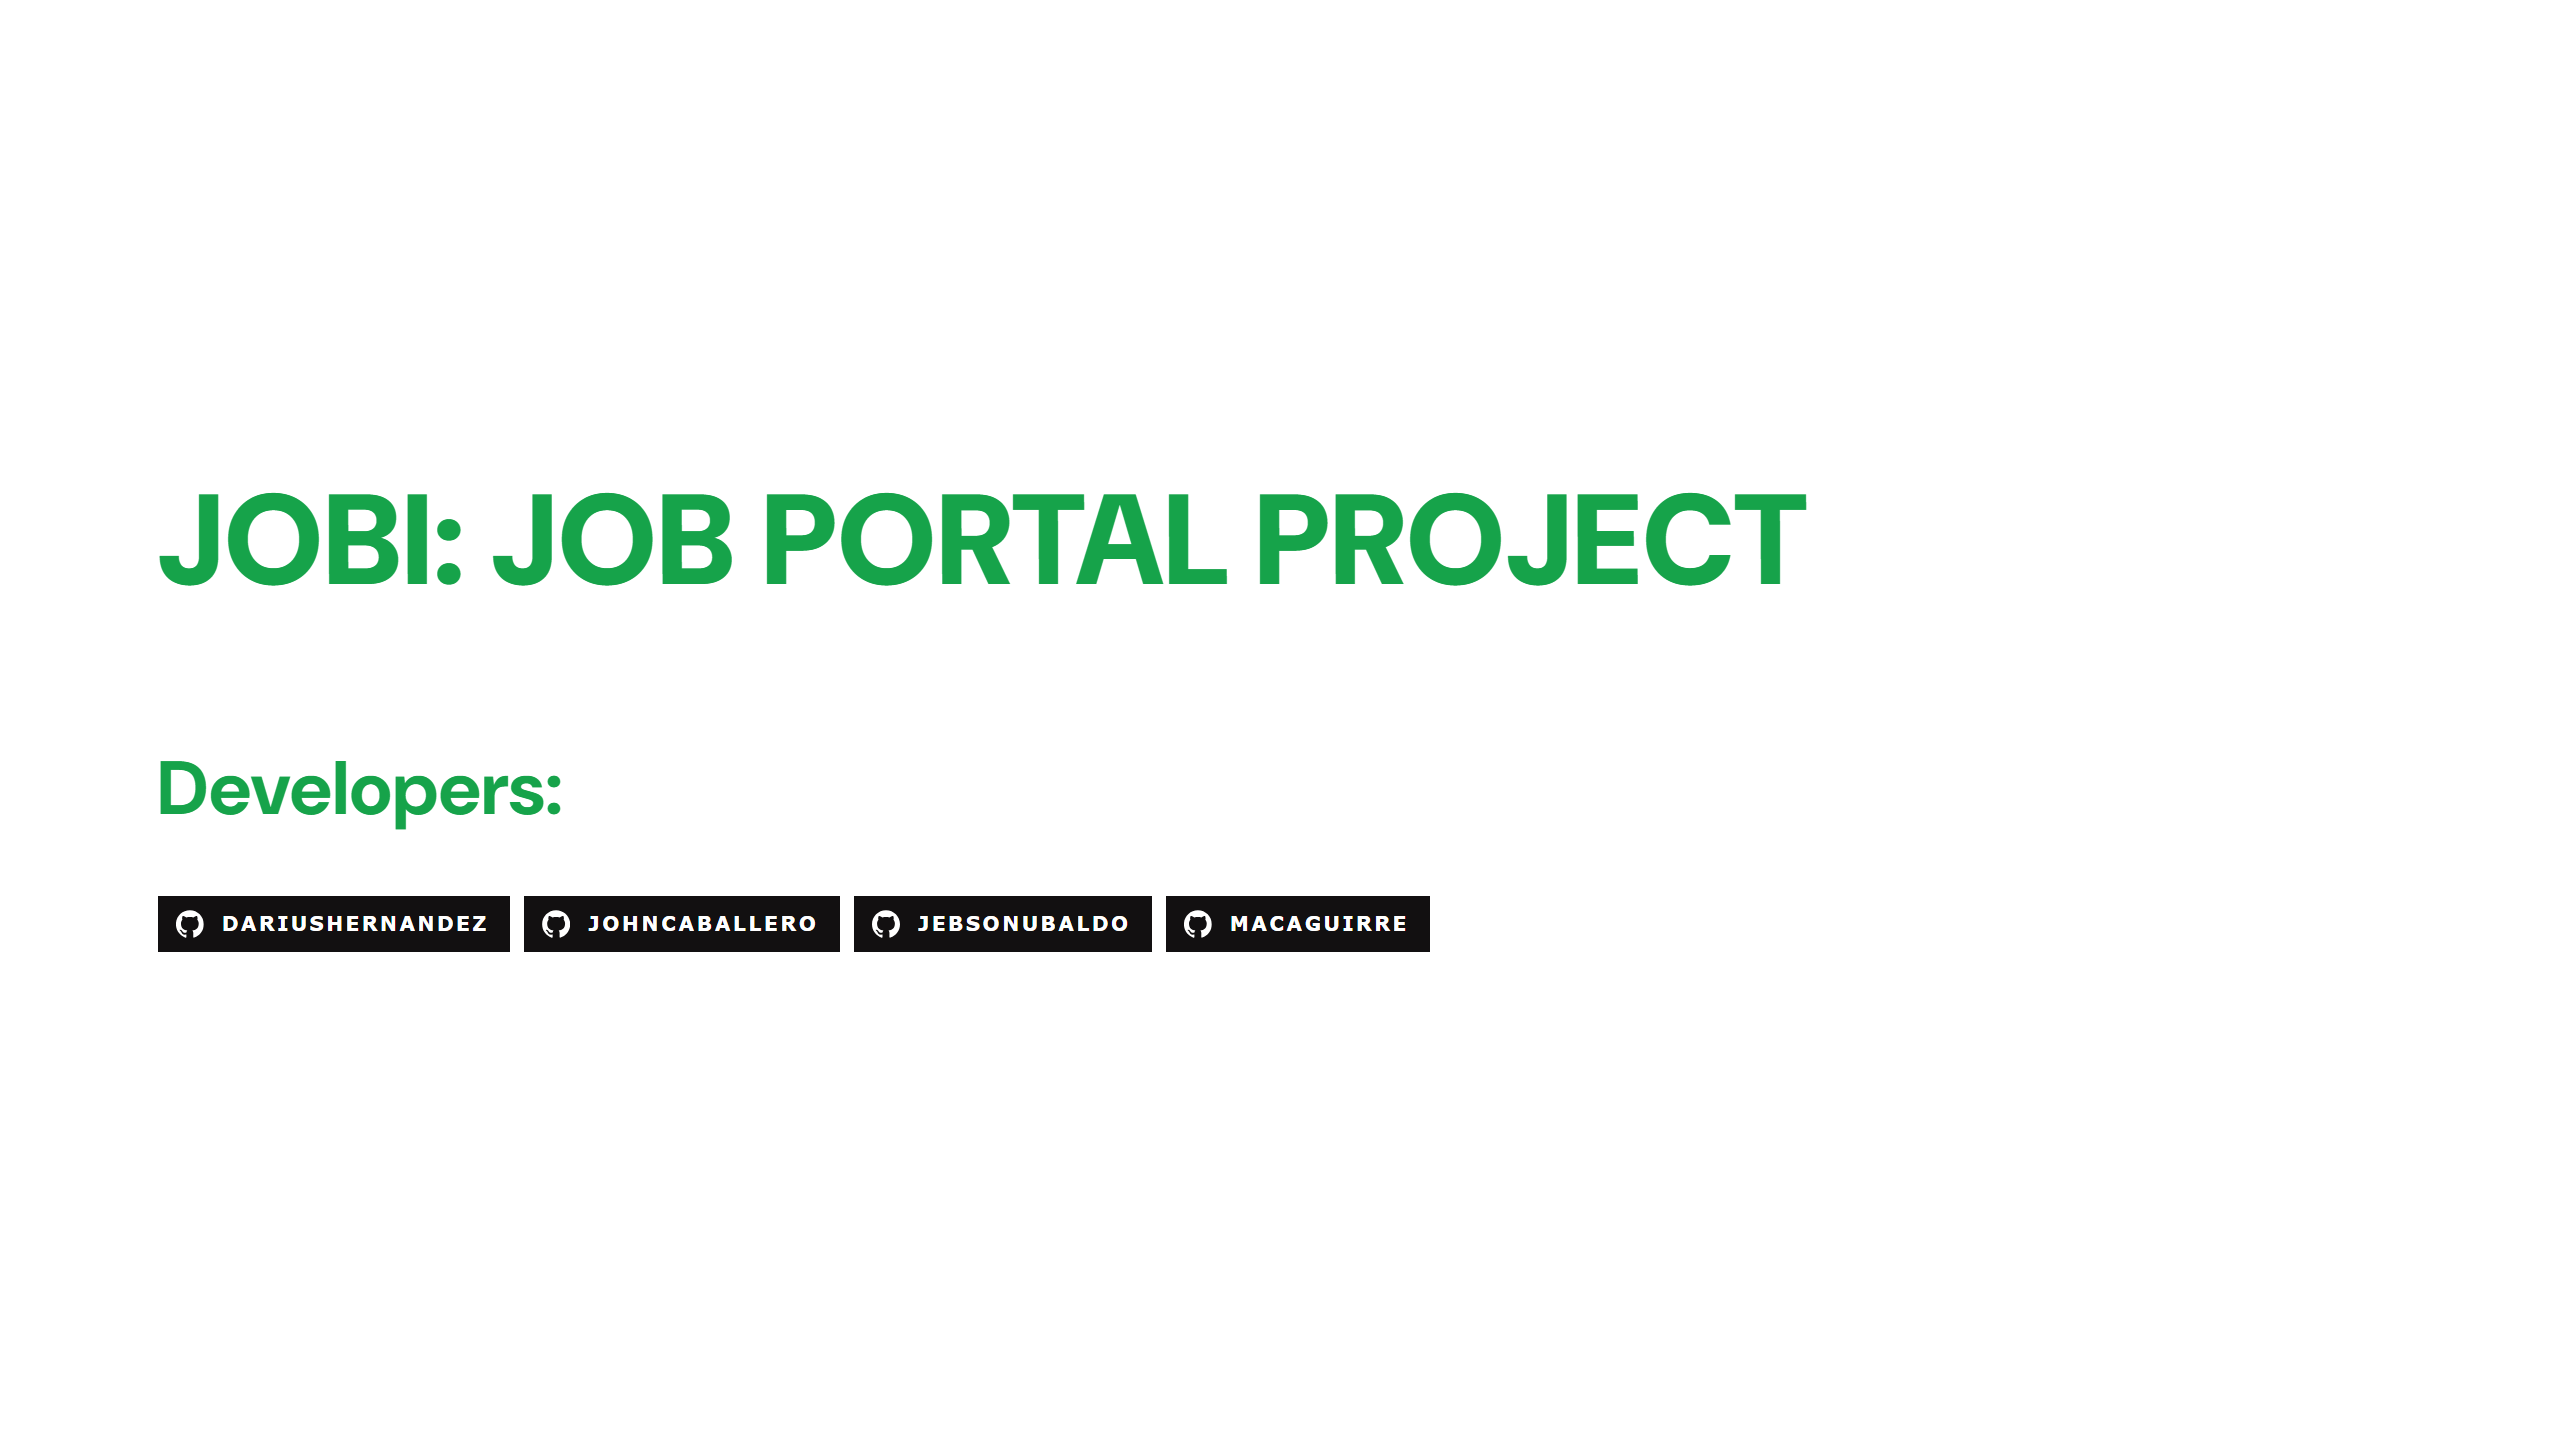 JOBI: JOB PORTAL PROJECT
Developers:
DARIUSHERNANDEZ JOHNCABALLERO JEBSONUBALDO MACAGUIRRE